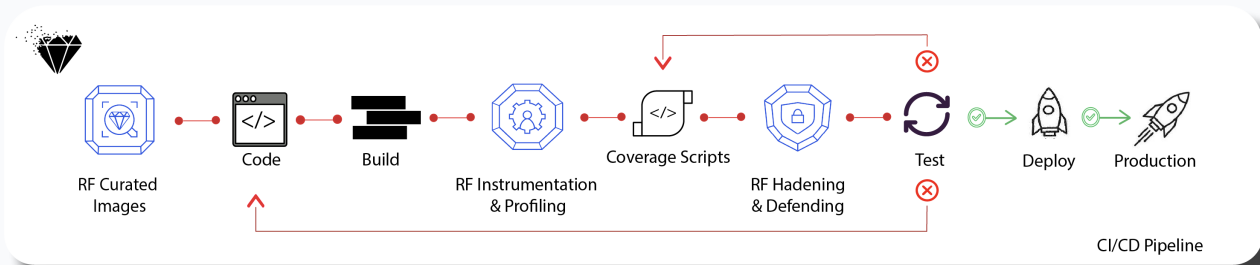 RF Curated
Images
</>
Code
Build
RF Instrumentation
& Profiling
</>
Coverage Scripts
RF Hadening
& Defending
Test
Deploy
Production
CI/CD Pipeline